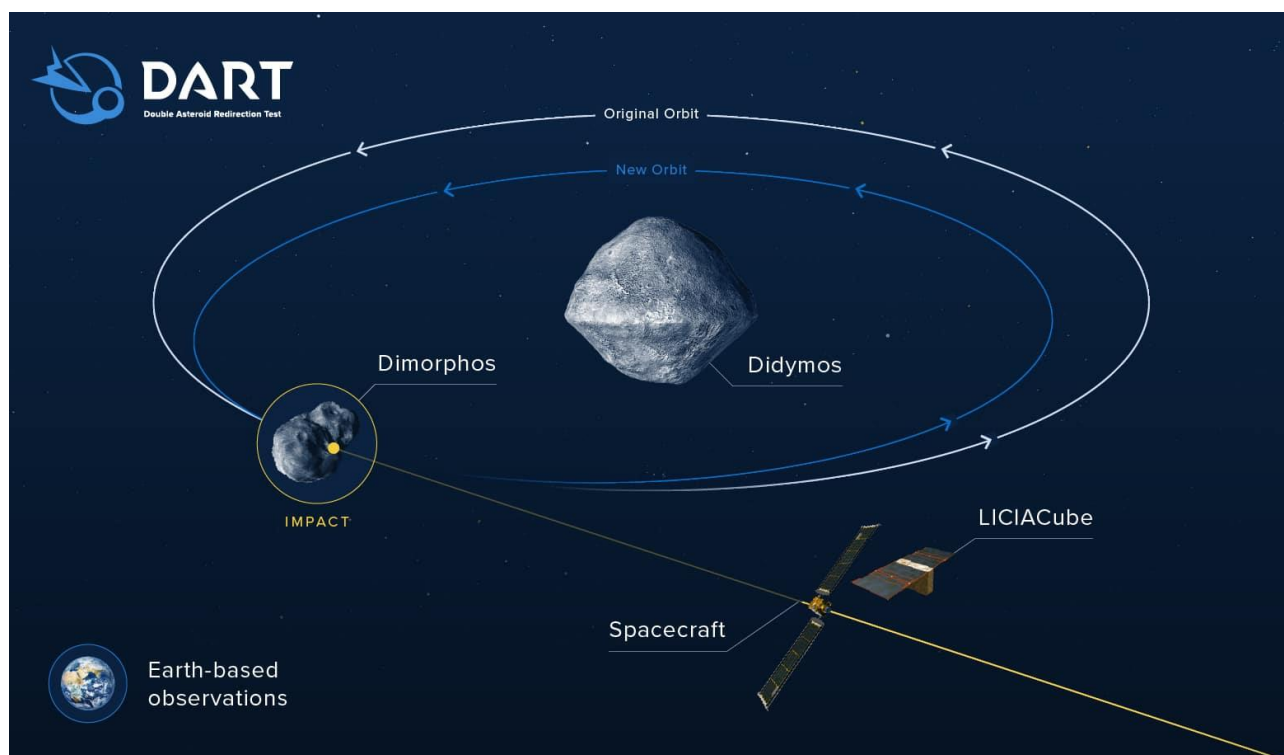 DART
Double Asteroid Redirection Test
Original Orbit
New Orbit
Dimorphos
Didymos
IMPACT
LICIACube
Spacecraft
Earth-based
observations